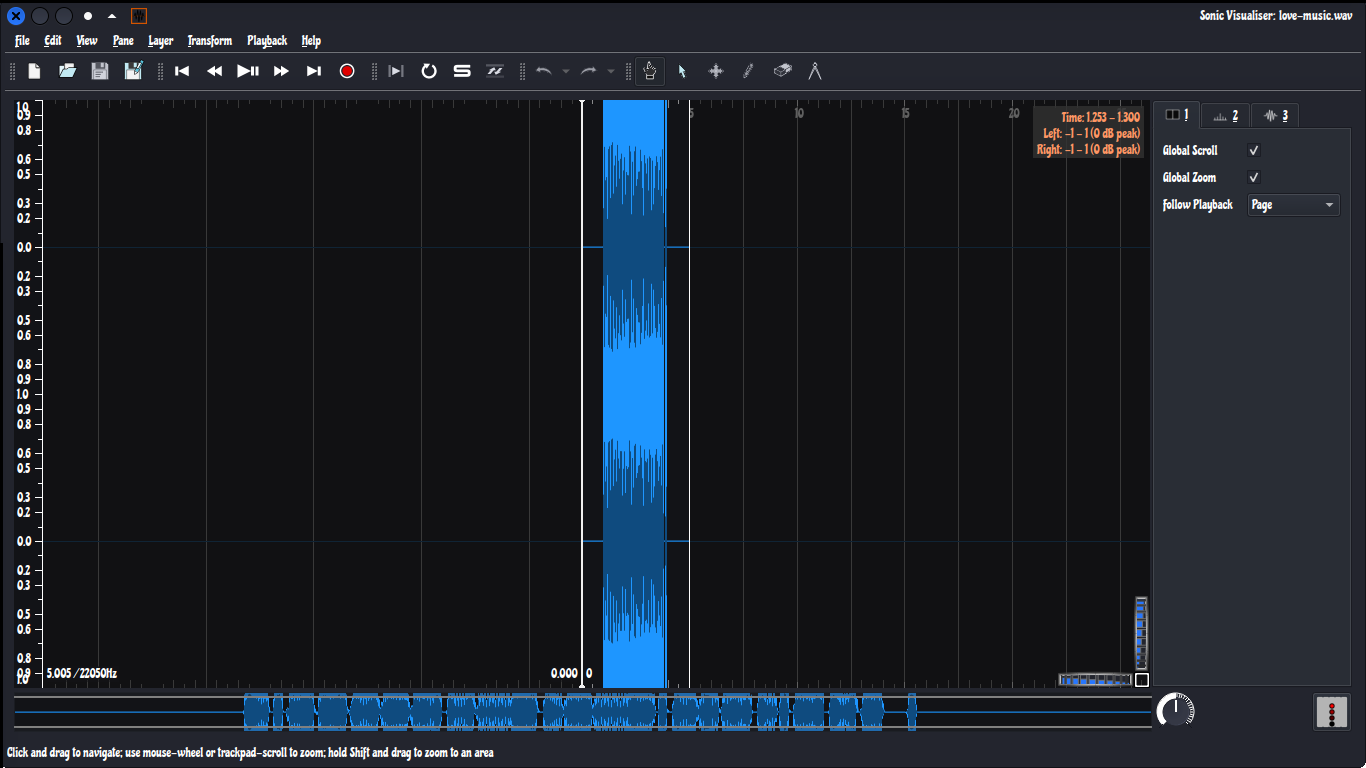 Sonic Visualiser: love-music.wav
File Edit View Pane Layer Transform Playback Help
1.0
0.9
0.8
0.6
0.5
0.3
0.2
0.0
0.2
0.3
0.5
0.6
0.8
0.9
1.0
0.9
0.8
0.6
0.5
0.3
0.2
0.0
0.2
0.3
0.5
0.6
0.8
0.9
1.0
5 10 15 20
Time: 1.253 - 1.300
Left: -1 - 1 (0 dB peak)
Right: -1 - 1 (0 dB peak)
5.005 / 22050Hz
0.000 0
1 2 3
Global Scroll
Global Zoom
Follow Playback Page
Click and drag to navigate; use mouse-wheel or trackpad-scroll to zoom; hold Shift and drag to zoom to an area